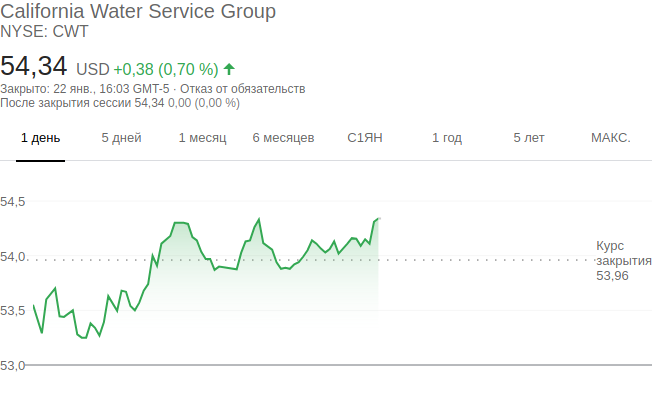 California Water Service Group
NYSE: CWT
54,34 USD +0,38 (0,70 %)
Закрыто: 22 янв., 16:03 GMT-5 · Отказ от обязательств
После закрытия сессии 54,34 0,00 (0,00 %)
1 день 5 дней 1 месяц 6 месяцев С1ЯН 1 год 5 лет МАКС.
54,5
54,0
53,5
53,0
Курс
закрытия
53,96